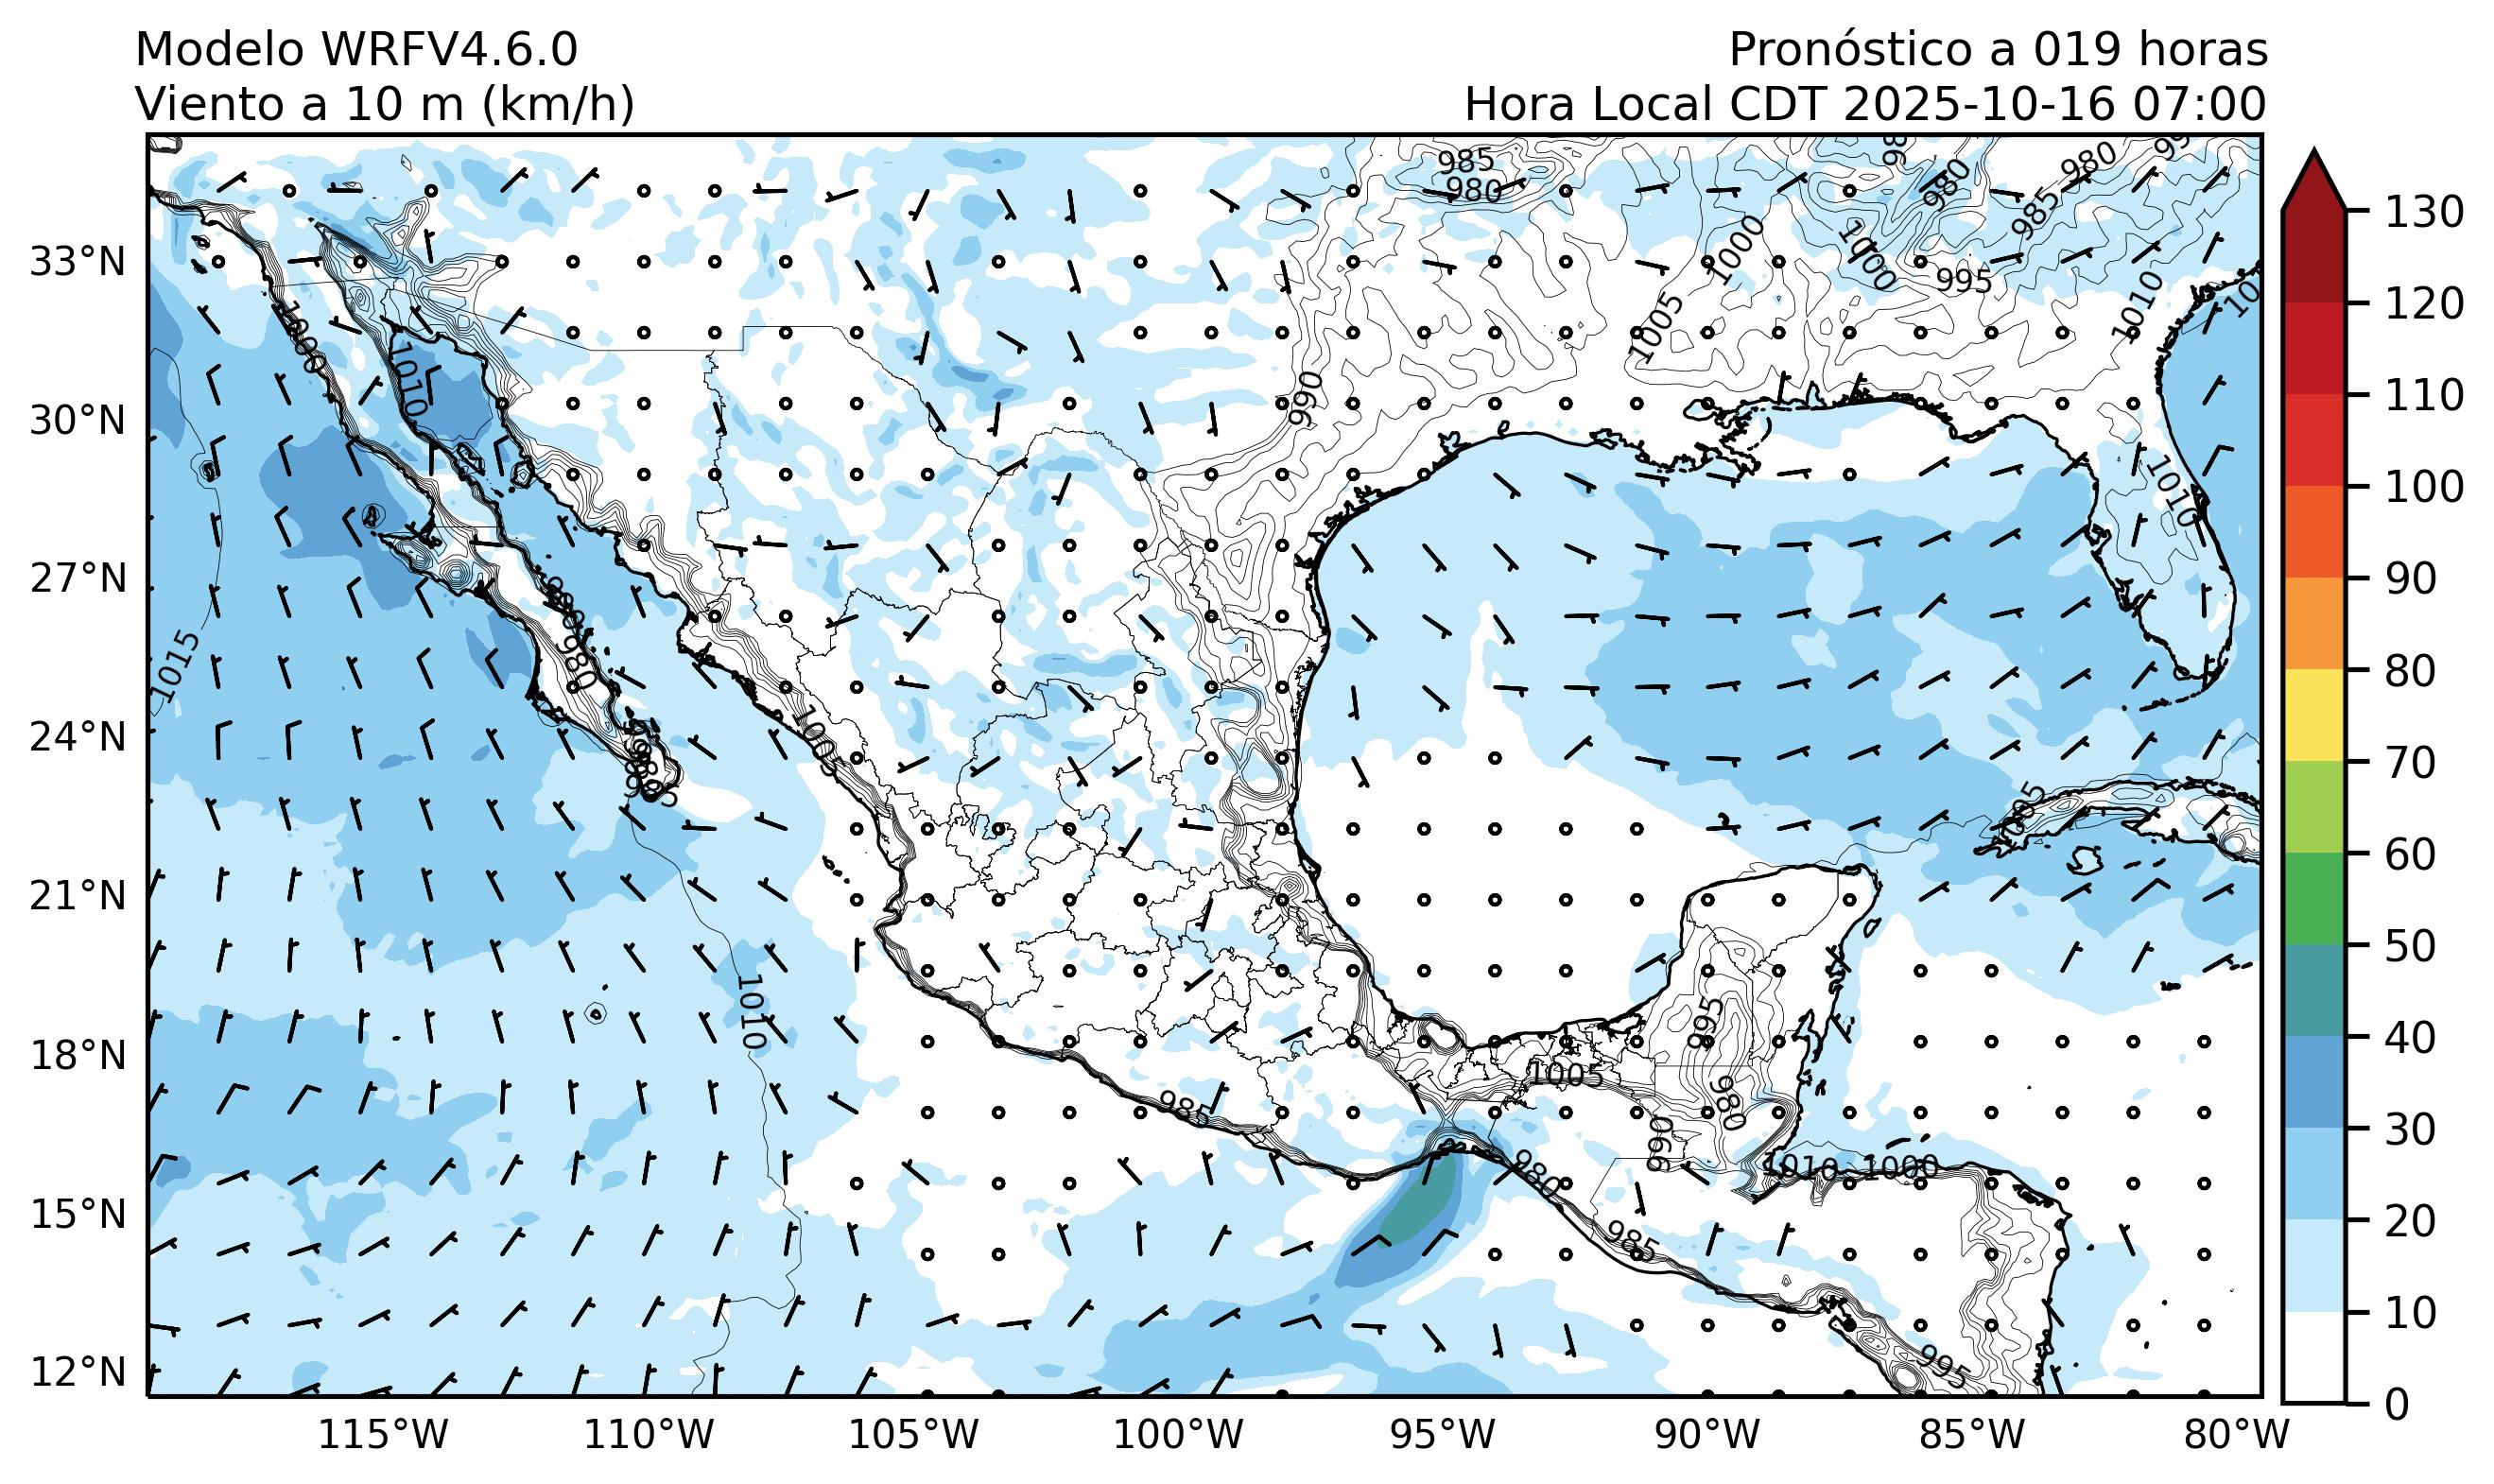 Modelo WRFV4.6.0
Viento a 10 m (km/h)
Pronóstico a 019 horas
Hora Local CDT 2025-10-16 07:00
33°N
30°N
27°N
24°N
21°N
18°N
15°N
12°N
115°W
110°W
105°W
100°W
95°W
90°W
85°W
80°W
130
120
110
100
90
80
70
60
50
40
30
20
10
0
985
980
980
980
985
1000
1000
995
1005
1010
1000
1010
990
1010
1015
980
1005
1010
985
995
1005
980
990
1010
1000
980
985
995